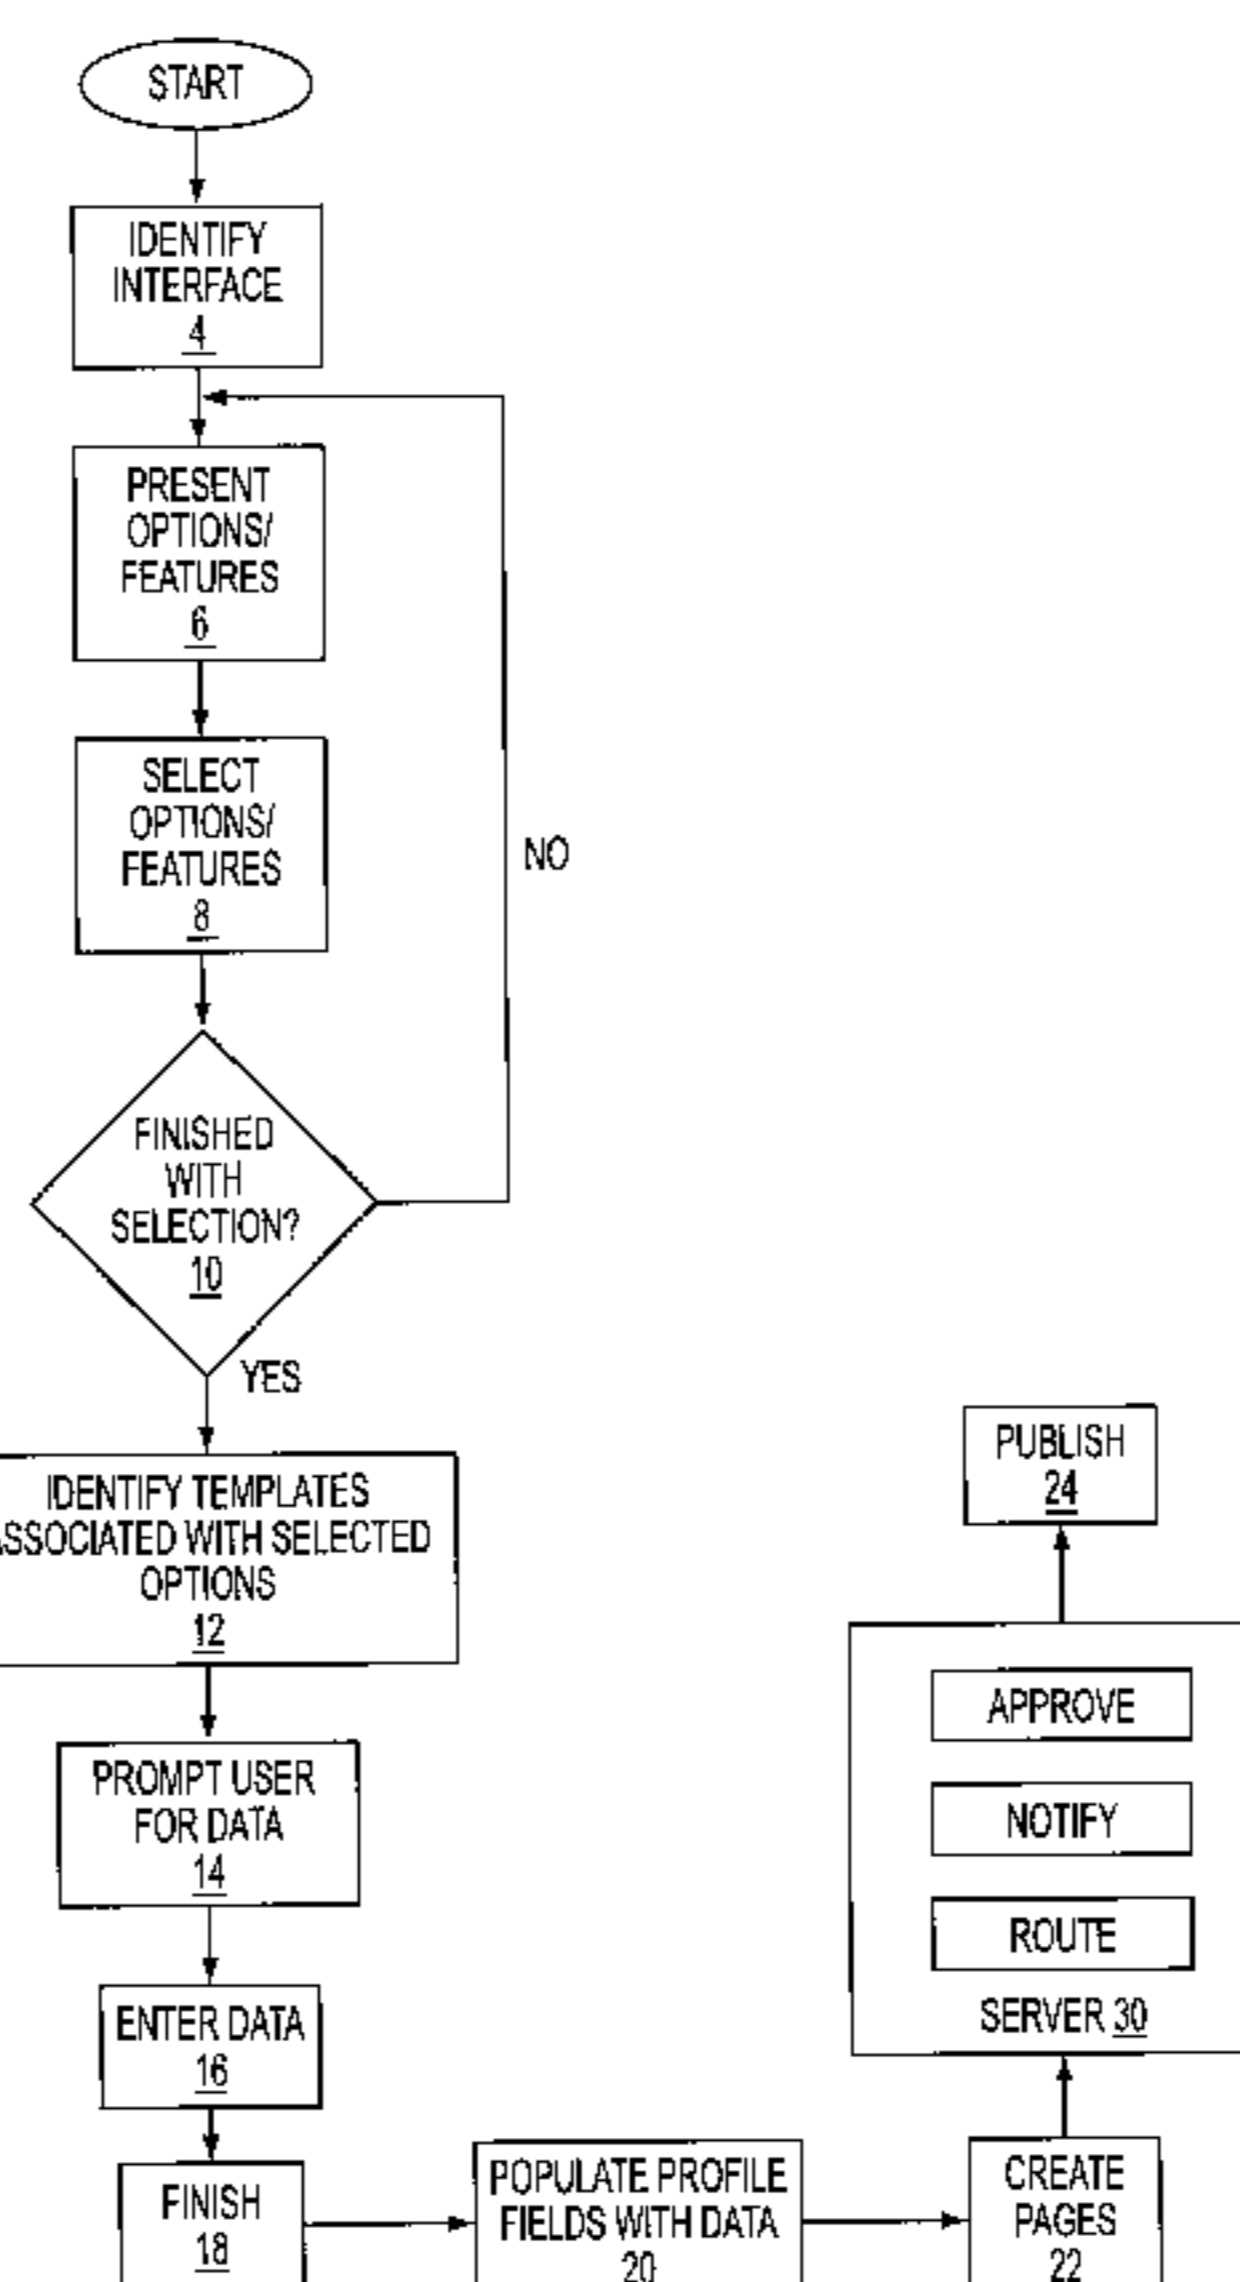 START
IDENTIFY
INTERFACE
4
PRESENT
OPTIONS/
FEATURES
6
SELECT
OPTIONS/
FEATURES
8
NO
FINISHED
WITH
SELECTION?
10
YES
IDENTIFY TEMPLATES
ASSOCIATED WITH SELECTED
OPTIONS
12
PROMPT USER
FOR DATA
14
ENTER DATA
16
FINISH
18
POPULATE PROFILE
FIELDS WITH DATA
20
CREATE
PAGES
22
PUBLISH
24
APPROVE
NOTIFY
ROUTE
SERVER 30